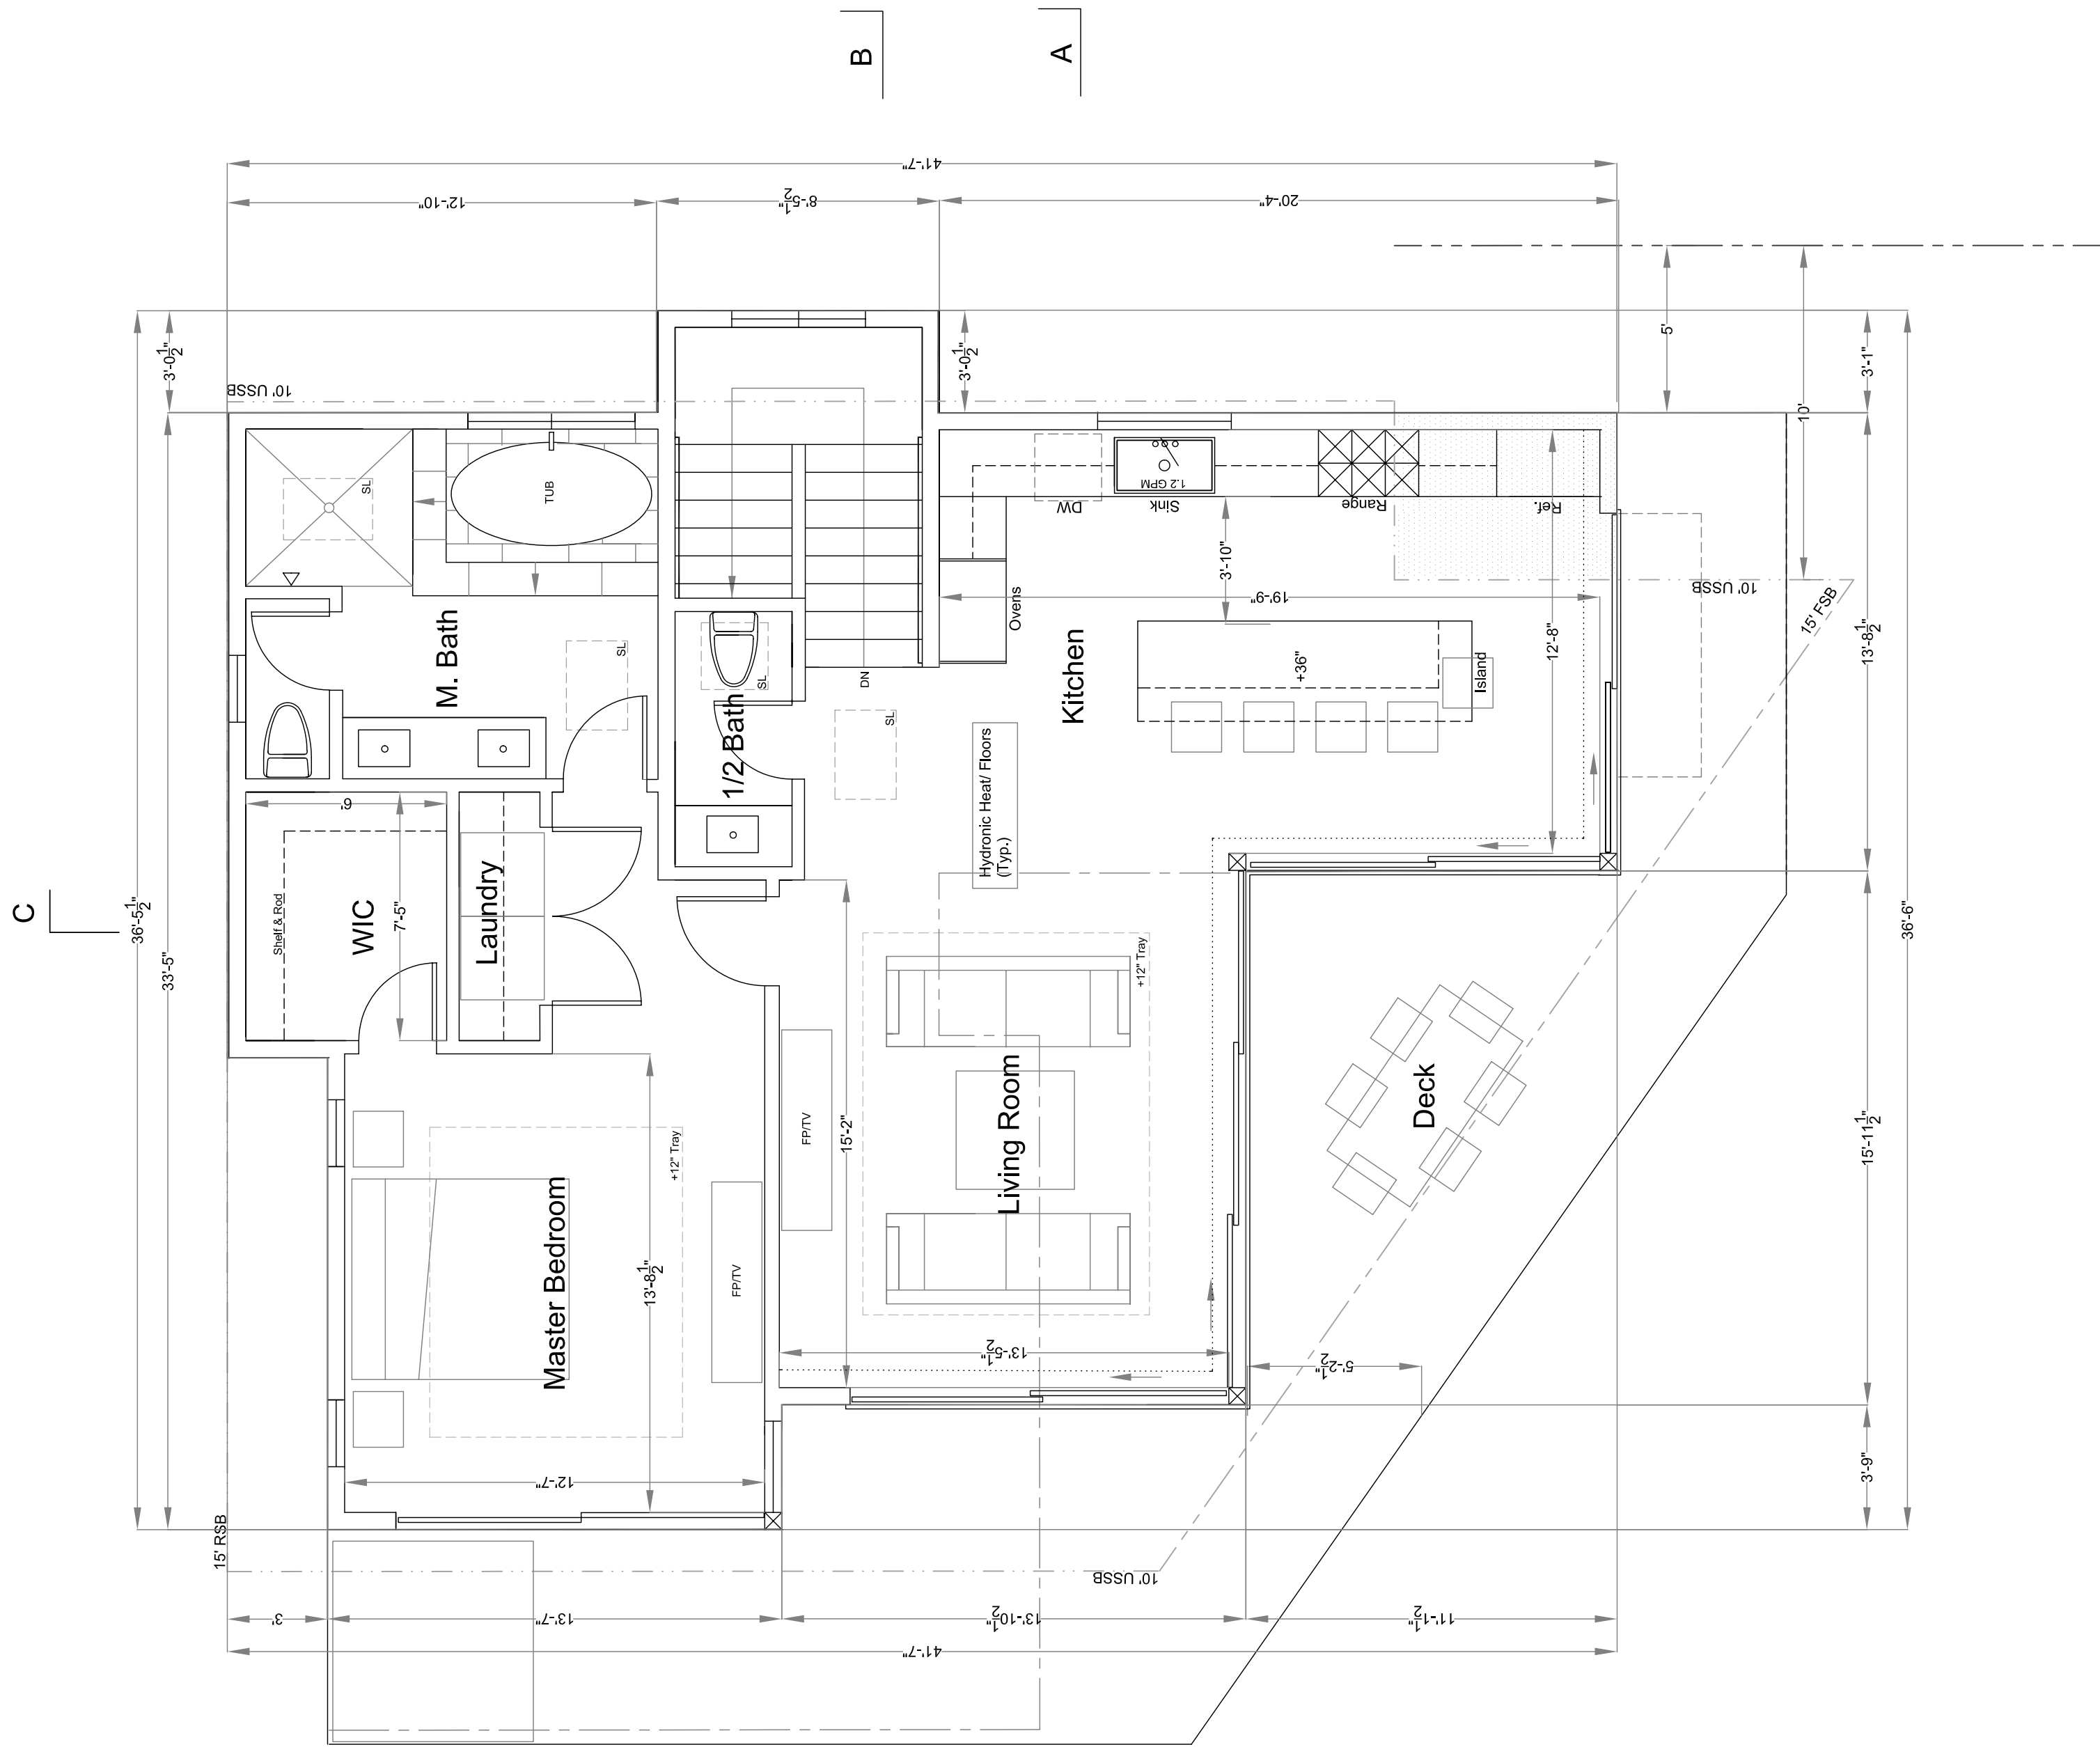 B
A
41'-7"
12'-10"
8'-5 1/2"
20'-4"
3'-0 1/2"
3'-0 1/2"
5'
3'-1"
10' USSB
10'
SL
TUB
1.2 GPM
DW
Sink
Range
Ref.
3'-10"
10' USSB
19'-9"
Ovens
15' FSB
13'-8 1/2"
12'-8"
M. Bath
SL
SL
DN
Kitchen
+36"
Island
1/2 Bath
SL
Hydronic Heat/ Floors
(Typ.)
6'
C
36'-5 1/2"
33'-5"
Shelf & Rod
WIC
7'-5"
Laundry
36'-6"
+12" Tray
Deck
Living Room
FP/TV
15'-2"
15'-11 1/2"
+12" Tray
Master Bedroom
13'-8 1/2"
FP/TV
13'-5 1/2"
5'-2 1/2"
12'-7"
3'-9"
15' RSB
10' USSB
3'
13'-7"
13'-10 1/2"
11'-1 1/2"
41'-7"